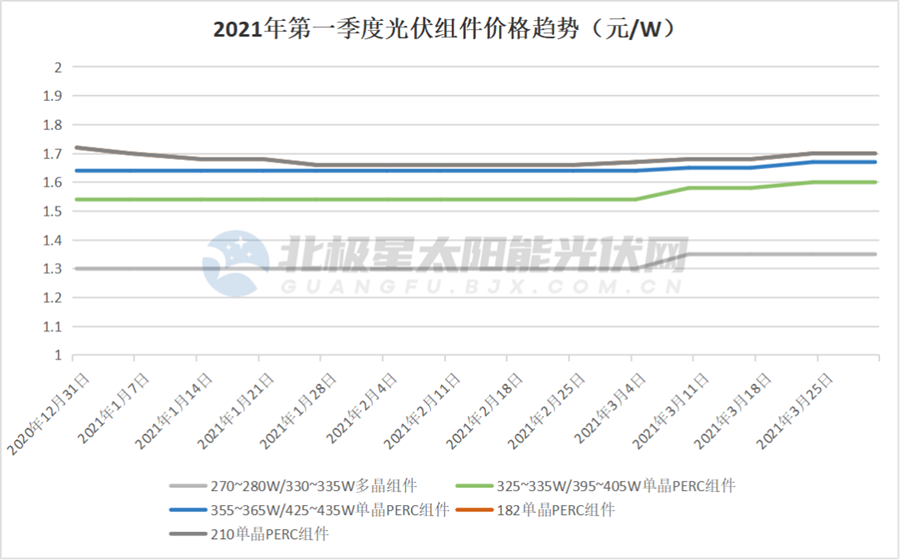 2021年第一季度光伏组件价格趋势（元/W）
2
1.9
1.8
1.7
1.6
1.5
1.4
1.3
1.2
1.1
1
北极星太阳能光伏网
GUANGFU.BJX.COM.CN
2020年12月31日
2021年1月7日
2021年1月14日
2021年1月21日
2021年1月28日
2021年2月4日
2021年2月11日
2021年2月18日
2021年2月25日
2021年3月4日
2021年3月11日
2021年3月18日
2021年3月25日
270~280W/330~335W多晶组件 325~335W/395~405W单晶PERC组件
355~365W/425~435W单晶PERC组件 182单晶PERC组件
210单晶PERC组件